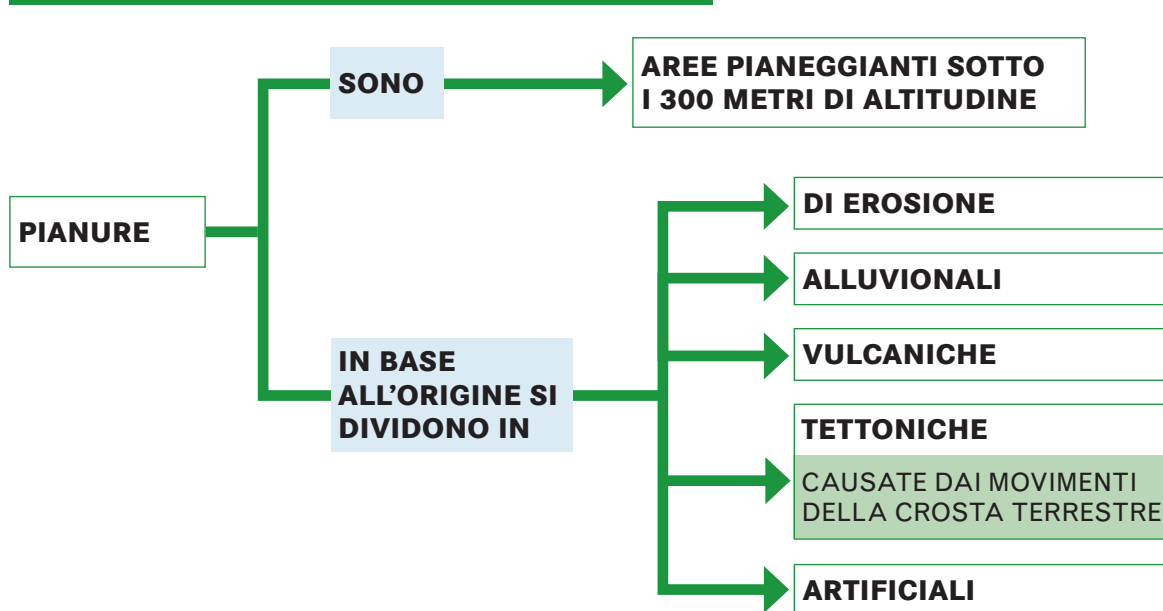 PIANURE
SONO
AREE PIANEGGIANTI SOTTO
I 300 METRI DI ALTITUDINE
IN BASE
ALL'ORIGINE SI
DIVIDONO IN
DI EROSIONE
ALLUVIONALI
VULCANICHE
TETTONICHE
CAUSATE DAI MOVIMENTI
DELLA CROSTA TERRESTRE
ARTIFICIALI